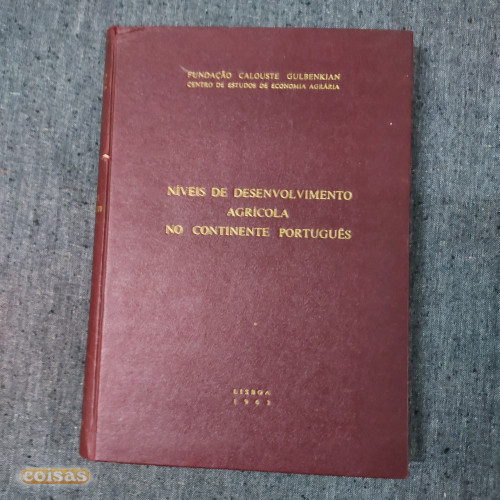 FUNDAÇÃO CALOUSTE GULBENKIAN
CENTRO DE ESTUDOS DE ECONOMIA AGRÁRIA
NÍVEIS DE DESENVOLVIMENTO
AGRÍCOLA
NO CONTINENTE PORTUGUÊS
LISBOA
coisas